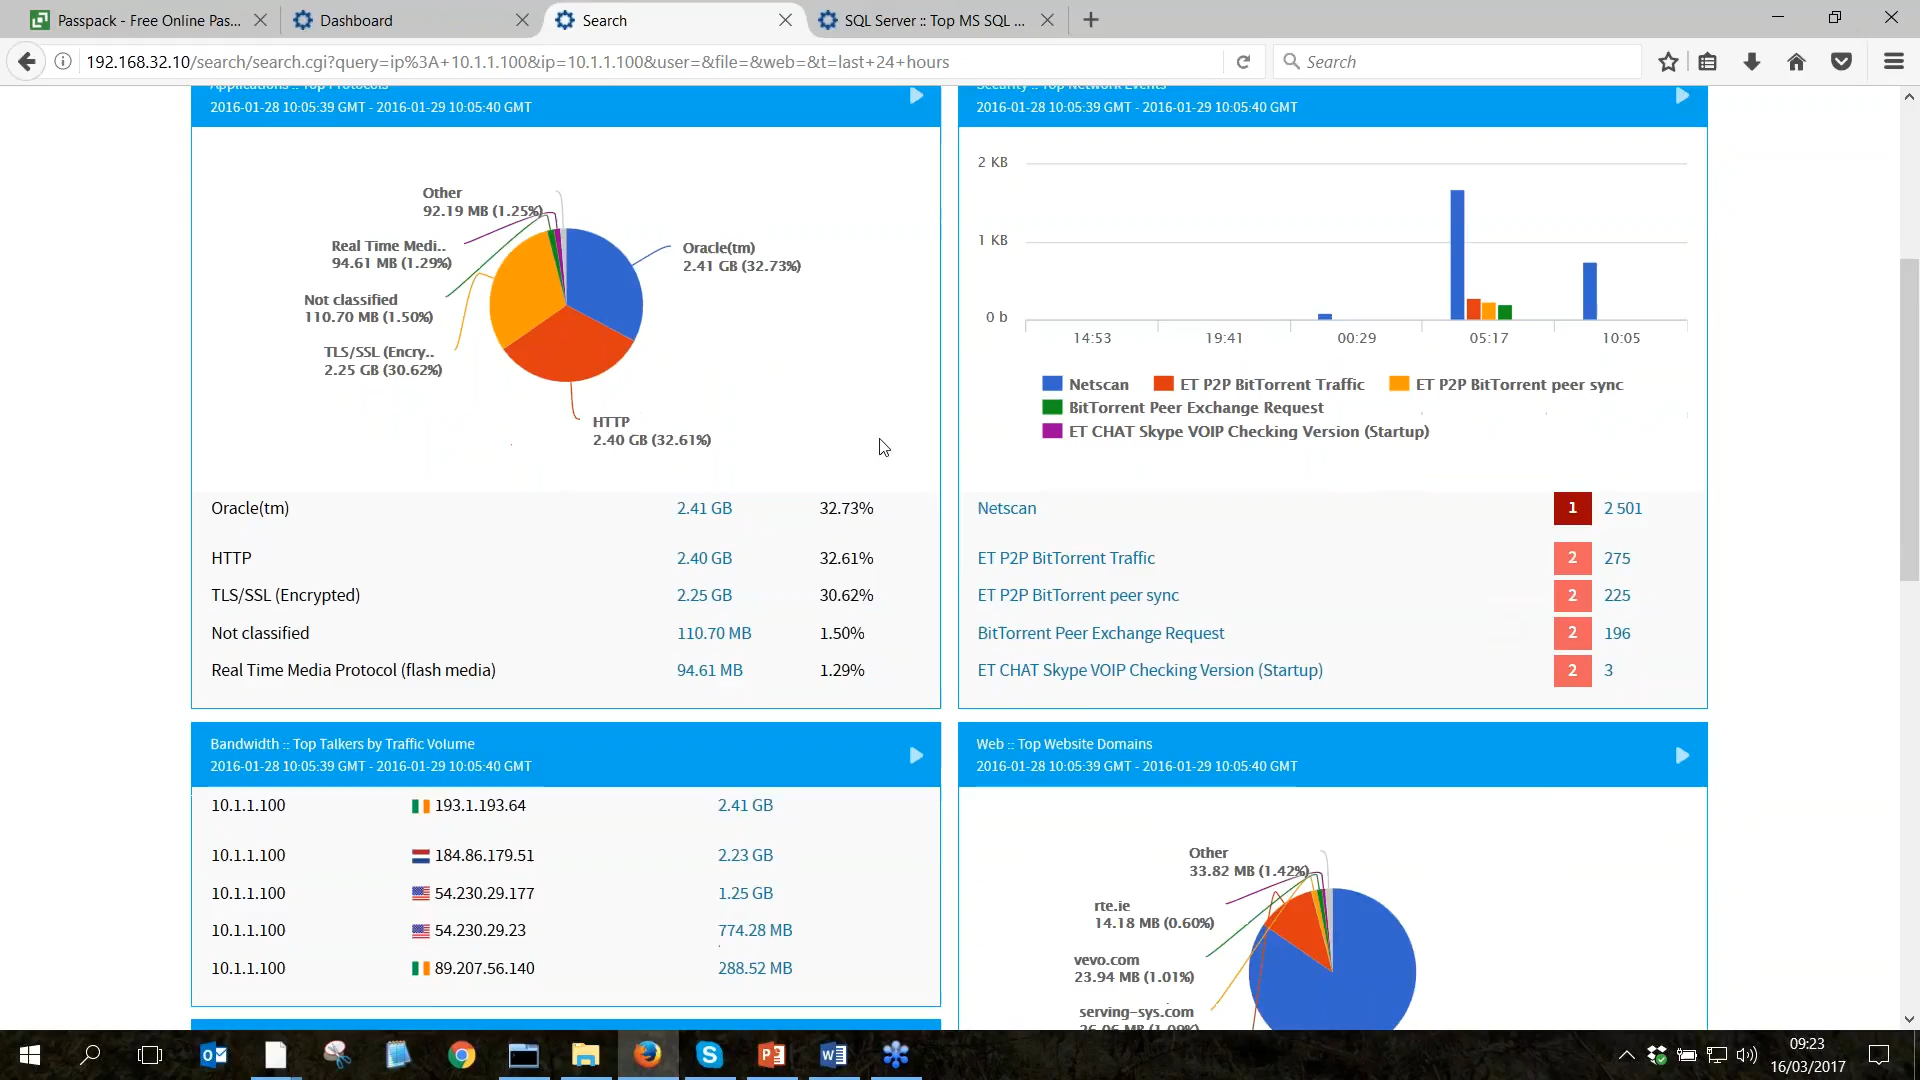 Passpack - Free Online Pas...
Dashboard
Search
SQL Server :: Top MS SQL ...
192.168.32.10/search/search.cgi?query=ip%3A+10.1.1.100&ip=10.1.1.100&user=&file=&web=&t=last+24+hours
Search
Applications :: Top Protocols
2016-01-28 10:05:39 GMT - 2016-01-29 10:05:40 GMT
Other
92.19 MB (1.25%)
Real Time Medi..
94.61 MB (1.29%)
Oracle(tm)
2.41 GB (32.73%)
Not classified
110.70 MB (1.50%)
TLS/SSL (Encry..
2.25 GB (30.62%)
HTTP
2.40 GB (32.61%)
Oracle(tm) 2.41 GB 32.73%
HTTP 2.40 GB 32.61%
TLS/SSL (Encrypted) 2.25 GB 30.62%
Not classified 110.70 MB 1.50%
Real Time Media Protocol (flash media) 94.61 MB 1.29%
Security :: Top Network Events
2016-01-28 10:05:39 GMT - 2016-01-29 10:05:40 GMT
2 KB
1 KB
0 b
14:53 19:41 00:29 05:17 10:05
Netscan ET P2P BitTorrent Traffic ET P2P BitTorrent peer sync
BitTorrent Peer Exchange Request
ET CHAT Skype VOIP Checking Version (Startup)
Netscan 1 2 501
ET P2P BitTorrent Traffic 2 275
ET P2P BitTorrent peer sync 2 225
BitTorrent Peer Exchange Request 2 196
ET CHAT Skype VOIP Checking Version (Startup) 2 3
Bandwidth :: Top Talkers by Traffic Volume
2016-01-28 10:05:39 GMT - 2016-01-29 10:05:40 GMT
10.1.1.100 193.1.193.64 2.41 GB
10.1.1.100 184.86.179.51 2.23 GB
10.1.1.100 54.230.29.177 1.25 GB
10.1.1.100 54.230.29.23 774.28 MB
10.1.1.100 89.207.56.140 288.52 MB
Web :: Top Website Domains
2016-01-28 10:05:39 GMT - 2016-01-29 10:05:40 GMT
Other
33.82 MB (1.42%)
rte.ie
14.18 MB (0.60%)
vevo.com
23.94 MB (1.01%)
serving-sys.com
26.06 MB (1.09%)
09:23
16/03/2017